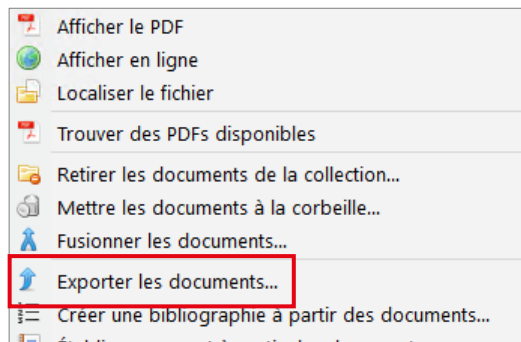 Afficher le PDF
Afficher en ligne
Localiser le fichier
Trouver des PDFs disponibles
Retirer les documents de la collection...
Mettre les documents à la corbeille...
Fusionner les documents...
Exporter les documents...
Créer une bibliographie à partir des documents...